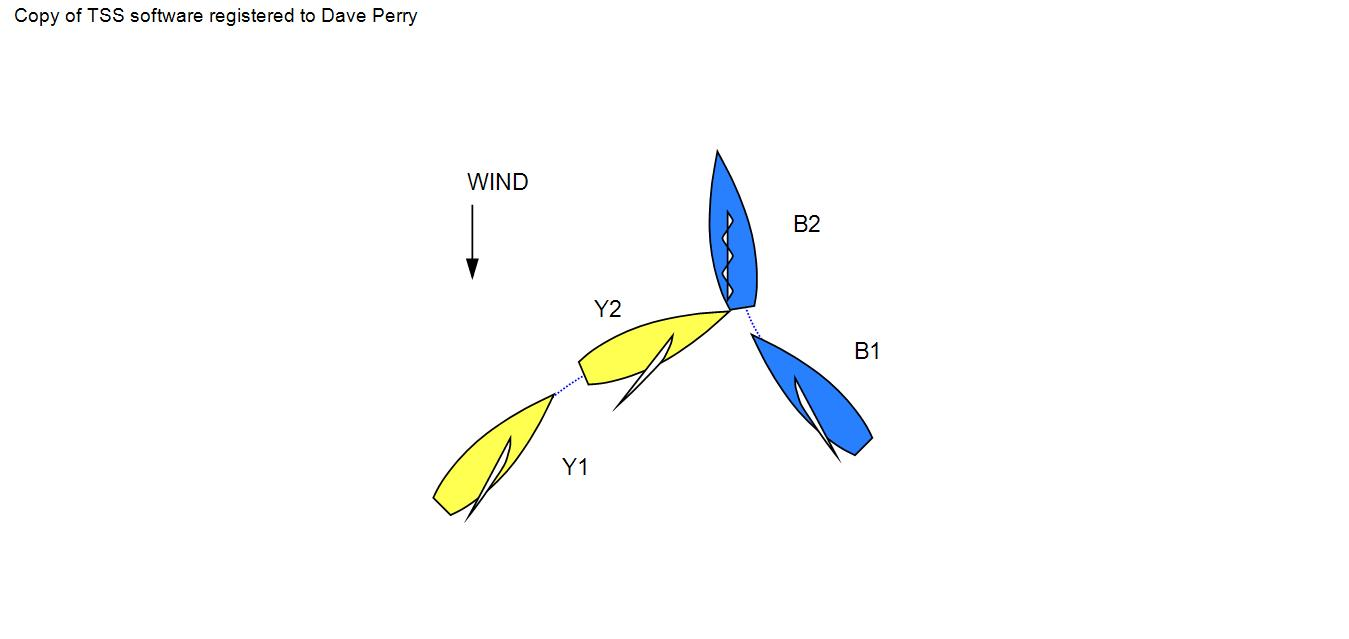 Copy of TSS software registered to Dave Perry
WIND
B2
Y2
B1
Y1